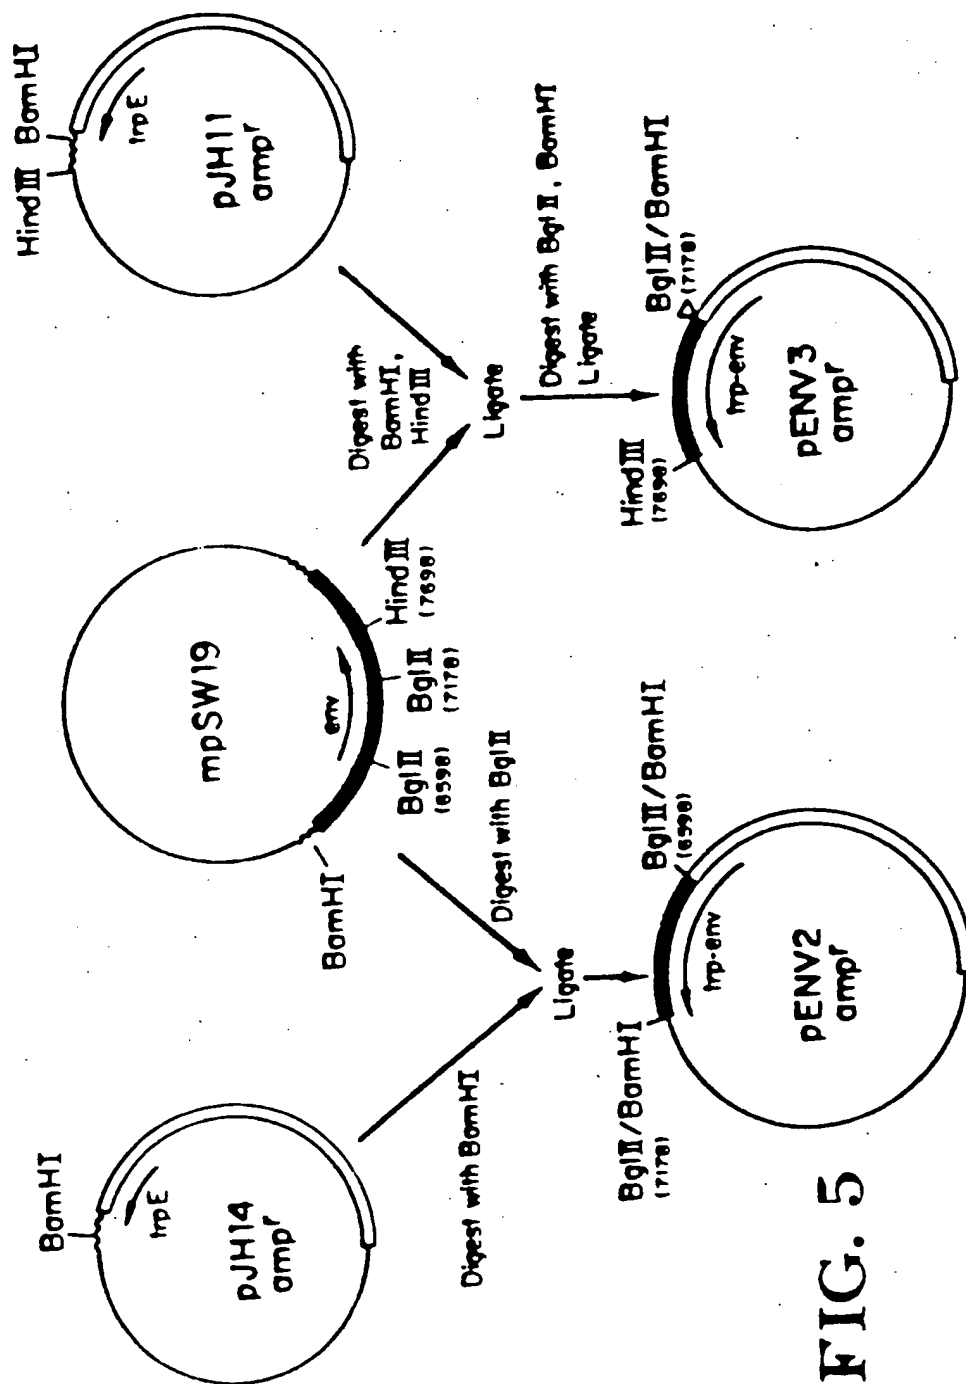 BamHI
trpE
pJH14
ampʳ
mpSW19
BamHI
env
BglII
(6598)
BglII
(7178)
HindIII
(7698)
HindIII
BamHI
trpE
pJH11
ampʳ
Digest with BamHI
Digest with BglII
Ligate
Digest with
BamHI,
HindIII
Ligate
Digest with BglII, BamHI
Ligate
BglII/BamHI
(7178)
BglII/BamHI
(6598)
trp-env
pENV2
ampʳ
HindIII
(7698)
BglII/BamHI
(7178)
trp-env
pENV3
ampʳ
FIG. 5